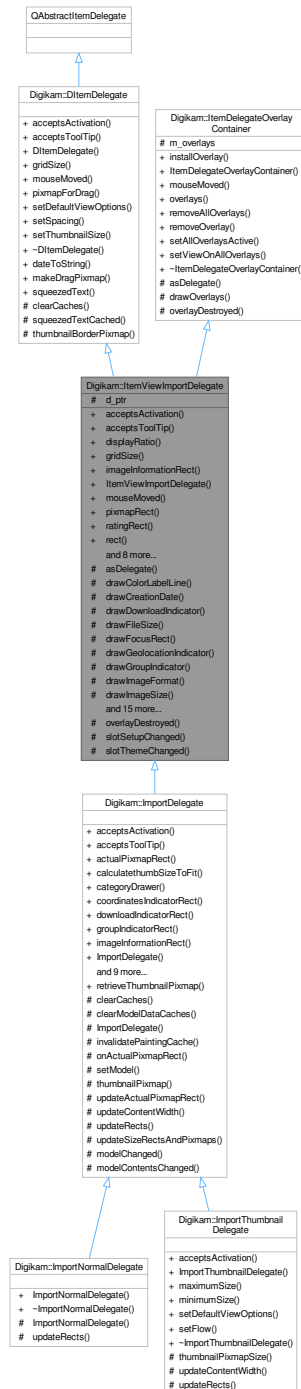 QAbstractItemDelegate
Digikam::DItemDelegate
+ acceptsActivation()
+ acceptsToolTip()
+ DItemDelegate()
+ gridSize()
+ mouseMoved()
+ pixmapForDrag()
+ setDefaultViewOptions()
+ setSpacing()
+ setThumbnailSize()
+ ~DItemDelegate()
+ dateToString()
+ makeDragPixmap()
+ squeezedText()
# clearCaches()
# squeezedTextCached()
# thumbnailBorderPixmap()
Digikam::ItemDelegateOverlay
Container
# m_overlays
+ installOverlay()
+ ItemDelegateOverlayContainer()
+ mouseMoved()
+ overlays()
+ removeAllOverlays()
+ removeOverlay()
+ setAllOverlaysActive()
+ setViewOnAllOverlays()
+ ~ItemDelegateOverlayContainer()
# asDelegate()
# drawOverlays()
# overlayDestroyed()
Digikam::ItemViewImportDelegate
# d_ptr
+ acceptsActivation()
+ acceptsToolTip()
+ displayRatio()
+ gridSize()
+ imageInformationRect()
+ ItemViewImportDelegate()
+ mouseMoved()
+ pixmapRect()
+ ratingRect()
+ rect()
and 8 more...
# asDelegate()
# drawColorLabelLine()
# drawCreationDate()
# drawDownloadIndicator()
# drawFileSize()
# drawFocusRect()
# drawGeolocationIndicator()
# drawGroupIndicator()
# drawImageFormat()
# drawImageSize()
and 15 more...
# overlayDestroyed()
# slotSetupChanged()
# slotThemeChanged()
Digikam::ImportDelegate
+ acceptsActivation()
+ acceptsToolTip()
+ actualPixmapRect()
+ calculatethumbSizeToFit()
+ categoryDrawer()
+ coordinatesIndicatorRect()
+ downloadIndicatorRect()
+ groupIndicatorRect()
+ imageInformationRect()
+ ImportDelegate()
and 9 more...
+ retrieveThumbnailPixmap()
# clearCaches()
# clearModelDataCaches()
# ImportDelegate()
# invalidatePaintingCache()
# onActualPixmapRect()
# setModel()
# thumbnailPixmap()
# updateActualPixmapRect()
# updateContentWidth()
# updateRects()
# updateSizeRectsAndPixmaps()
# modelChanged()
# modelContentsChanged()
Digikam::ImportNormalDelegate
+ ImportNormalDelegate()
+ ~ImportNormalDelegate()
# ImportNormalDelegate()
# updateRects()
Digikam::ImportThumbnail
Delegate
+ acceptsActivation()
+ ImportThumbnailDelegate()
+ maximumSize()
+ minimumSize()
+ setDefaultViewOptions()
+ setFlow()
+ ~ImportThumbnailDelegate()
# thumbnailPixmapSize()
# updateContentWidth()
# updateRects()